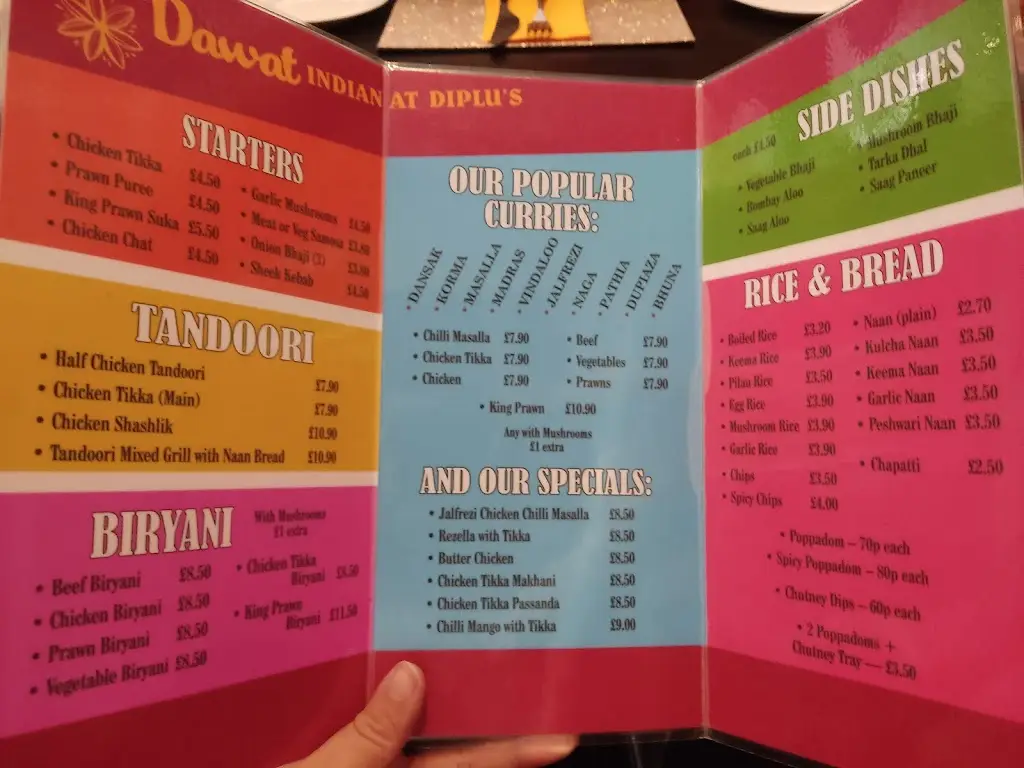 Dawat INDIAN AT DIPLU'S
STARTERS
• Chicken Tikka £4.50
• Prawn Puree £4.50
• King Prawn Suka £5.50
• Chicken Chat £4.50
• Garlic Mushrooms £4.50
• Meat or Veg Samosa £3.80
• Onion Bhaji (3) £3.80
• Sheek Kebab £4.50
TANDOORI
• Half Chicken Tandoori £7.90
• Chicken Tikka (Main) £7.90
• Chicken Shashlik £10.90
• Tandoori Mixed Grill with Naan Bread £10.90
BIRYANI
With Mushrooms
£1 extra
• Beef Biryani £8.50
• Chicken Biryani £8.50
• Prawn Biryani £8.50
• Vegetable Biryani £8.50
• Chicken Tikka
Biryani £8.50
• King Prawn
Biryani £11.50
OUR POPULAR
CURRIES:
• DANSAK
• KORMA
• MASALLA
• MADRAS
• VINDALOO
• JALFREZI
• NAGA
• PATHIA
• DUPIAZA
• BHUNA
• Chilli Masalla £7.90
• Chicken Tikka £7.90
• Chicken £7.90
• Beef £7.90
• Vegetables £7.90
• Prawns £7.90
• King Prawn £10.90
Any with Mushrooms
£1 extra
AND OUR SPECIALS:
• Jalfrezi Chicken Chilli Masalla £8.50
• Rezella with Tikka £8.50
• Butter Chicken £8.50
• Chicken Tikka Makhani £8.50
• Chicken Tikka Passanda £8.50
• Chilli Mango with Tikka £9.00
SIDE DISHES
each £4.50
• Vegetable Bhaji
• Bombay Aloo
• Saag Aloo
• Mushroom Bhaji
• Tarka Dhal
• Saag Paneer
RICE & BREAD
• Boiled Rice £3.20
• Keema Rice £3.90
• Pilau Rice £3.50
• Egg Rice £3.90
• Mushroom Rice £3.90
• Garlic Rice £3.90
• Chips £3.50
• Spicy Chips £4.00
• Naan (plain) £2.70
• Kulcha Naan £3.50
• Keema Naan £3.50
• Garlic Naan £3.50
• Peshwari Naan £3.50
• Chapatti £2.50
• Poppadom – 70p each
• Spicy Poppadom – 80p each
• Chutney Dips – 60p each
• 2 Poppadoms +
Chutney Tray — £3.50